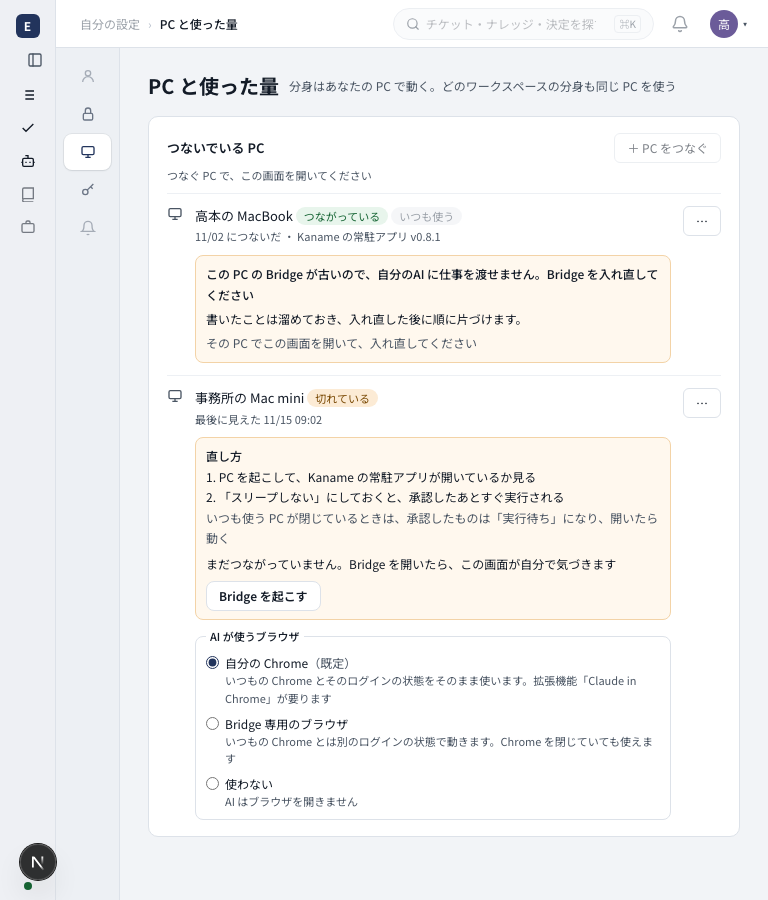 E
自分の設定 › PC と使った量
チケット・ナレッジ・決定を探す
⌘K
高
PC と使った量
分身はあなたの PC で動く。どのワークスペースの分身も同じ PC を使う
つないでいる PC
＋ PC をつなぐ
つなぐ PC で、この画面を開いてください
高本の MacBook つながっている いつも使う
…
11/02 につないだ ・ Kaname の常駐アプリ v0.8.1
この PC の Bridge が古いので、自分のAI に仕事を渡せません。Bridge を入れ直して
ください
書いたことは溜めておき、入れ直した後に順に片づけます。
その PC でこの画面を開いて、入れ直してください
事務所の Mac mini 切れている
…
最後に見えた 11/15 09:02
直し方
1. PC を起こして、Kaname の常駐アプリが開いているか見る
2. 「スリープしない」にしておくと、承認したあとすぐ実行される
いつも使う PC が閉じているときは、承認したものは「実行待ち」になり、開いたら
動く
まだつながっていません。Bridge を開いたら、この画面が自分で気づきます
Bridge を起こす
AI が使うブラウザ
自分の Chrome（既定）
いつもの Chrome とそのログインの状態をそのまま使います。拡張機能「Claude in
Chrome」が要ります
Bridge 専用のブラウザ
いつもの Chrome とは別のログインの状態で動きます。Chrome を閉じていても使えま
す
使わない
AI はブラウザを開きません
N